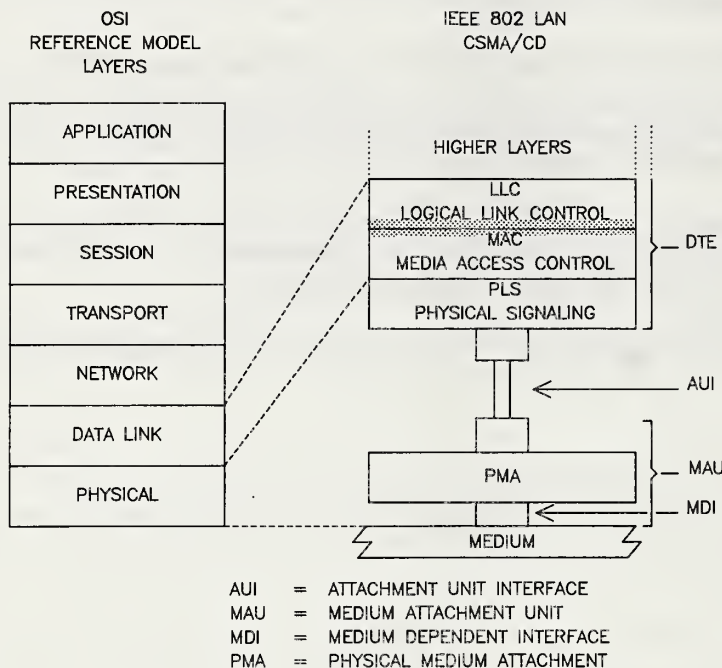 OSI
REFERENCE MODEL
LAYERS
APPLICATION
PRESENTATION
SESSION
TRANSPORT
NETWORK
DATA LINK
PHYSICAL
IEEE 802 LAN
CSMA/CD
HIGHER LAYERS
LLC
LOGICAL LINK CONTROL
MAC
MEDIA ACCESS CONTROL
PLS
PHYSICAL SIGNALING
DTE
AUI
PMA
MAU
MDI
MEDIUM
AUI = ATTACHMENT UNIT INTERFACE
MAU = MEDIUM ATTACHMENT UNIT
MDI = MEDIUM DEPENDENT INTERFACE
PMA = PHYSICAL MEDIUM ATTACHMENT